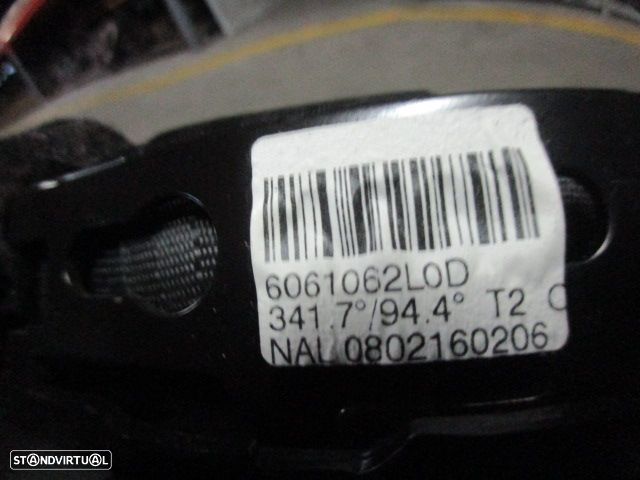 6061062L0D
341.7°/94.4° T2 C
NAL 0802160206
STANDVIRTUAL